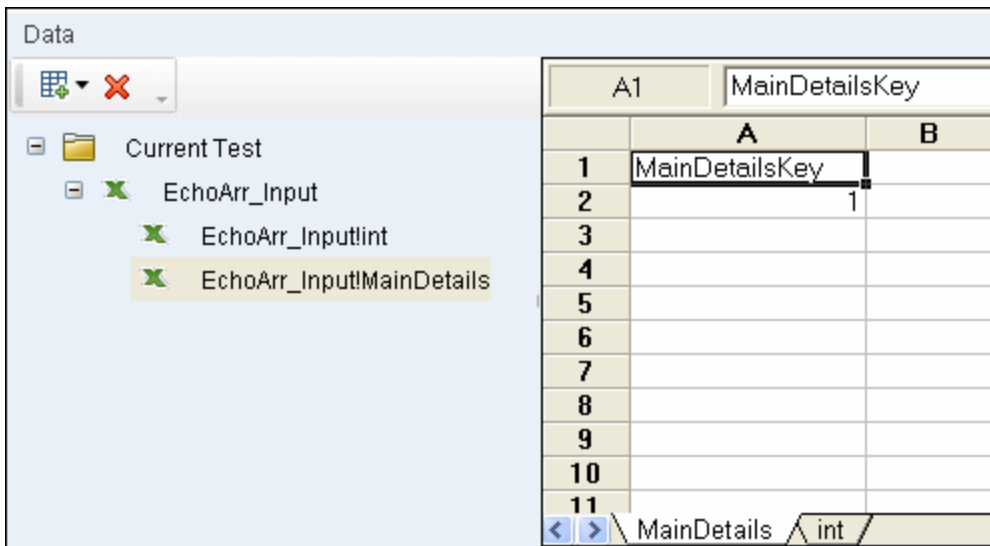 Data
Current Test
EchoArr_Input
EchoArr_Input!int
EchoArr_Input!MainDetails
A1 MainDetailsKey
A B
1 MainDetailsKey
2 1
3
4
5
6
7
8
9
10
11
MainDetails int